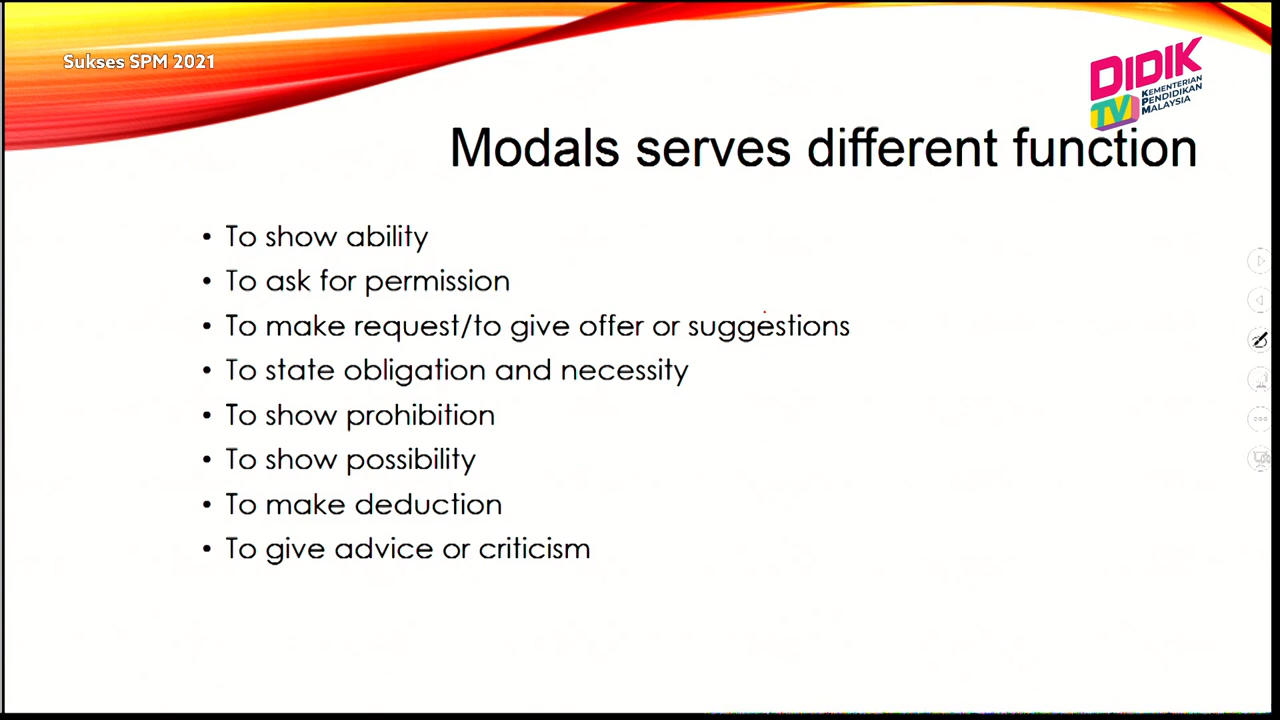 Sukses SPM 2021
DIDIK
TV
KEMENTERIAN
PENDIDIKAN
MALAYSIA
Modals serves different function
• To show ability
• To ask for permission
• To make request/to give offer or suggestions
• To state obligation and necessity
• To show prohibition
• To show possibility
• To make deduction
• To give advice or criticism